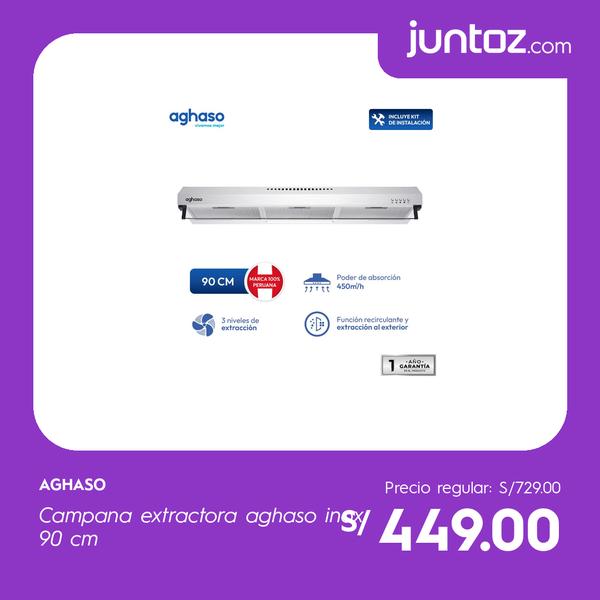 juntoz.com
aghaso
vivamos mejor
INCLUYE KIT
DE INSTALACIÓN
aghaso
90 CM
MARCA 100%
PERUANA
Poder de absorción
450m³/h
3 niveles de
extracción
Función recirculante y
extracción al exterior
1 AÑO
GARANTÍA
AGHASO
Precio regular: S/729.00
Campana extractora aghaso inox
90 cm
S/ 449.00